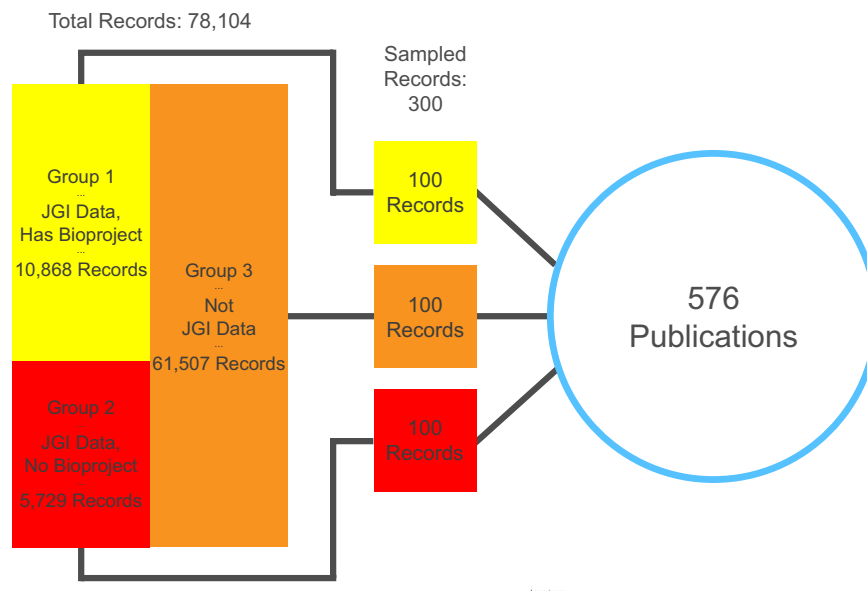 Total Records: 78,104
Sampled
Records:
300
Group 1
...
JGI Data,
Has Bioproject
...
10,868 Records
Group 2
...
JGI Data,
No Bioproject
...
5,729 Records
Group 3
...
Not
JGI Data
...
61,507 Records
100
Records
100
Records
100
Records
576
Publications